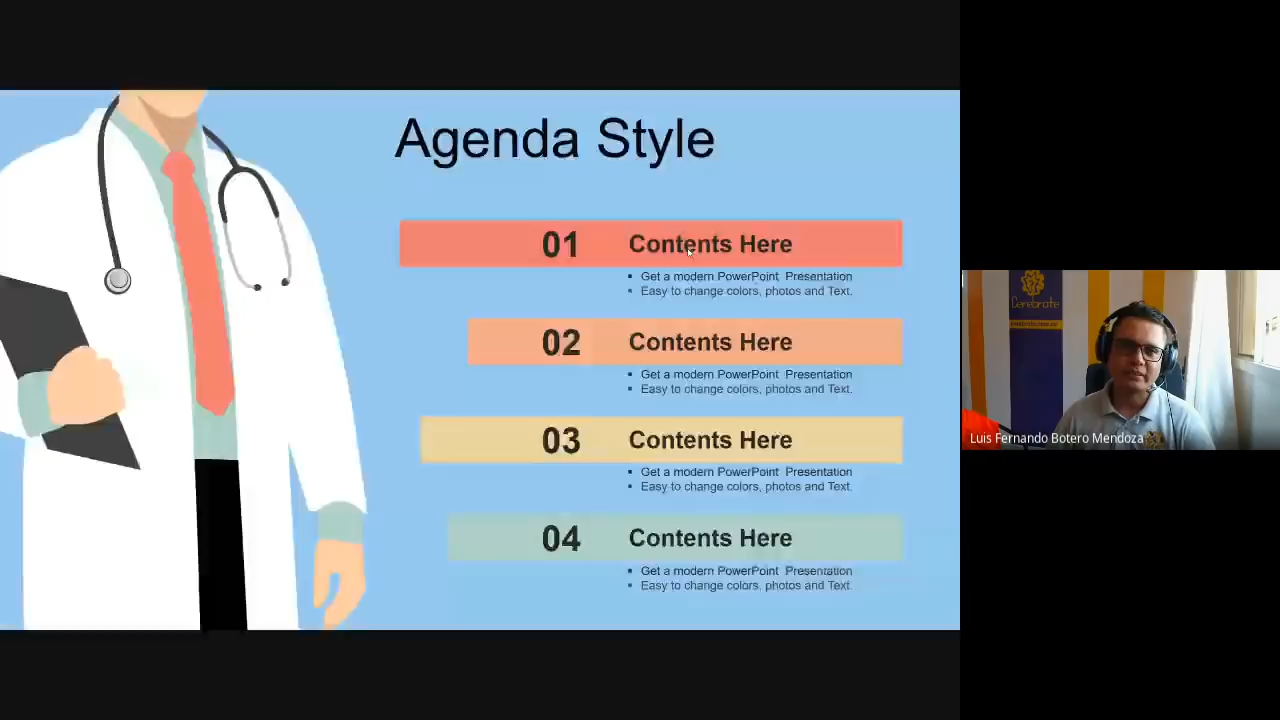 Agenda Style
01 Contents Here
Get a modern PowerPoint Presentation
Easy to change colors, photos and Text.
02 Contents Here
Get a modern PowerPoint Presentation
Easy to change colors, photos and Text.
03 Contents Here
Get a modern PowerPoint Presentation
Easy to change colors, photos and Text.
04 Contents Here
Get a modern PowerPoint Presentation
Easy to change colors, photos and Text.
Cerebrate
Luis Fernando Botero Mendoza